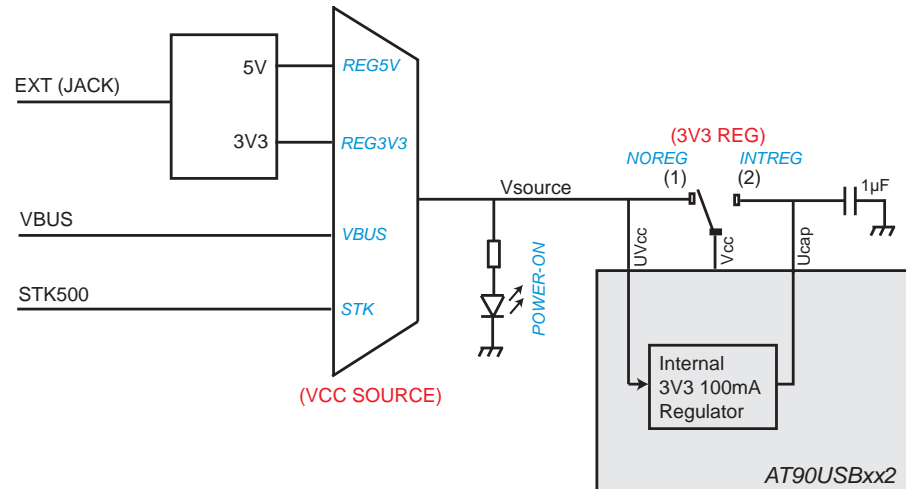 EXT (JACK)
5V
3V3
REG5V
REG3V3
VBUS
VBUS
STK500
STK
(VCC SOURCE)
Vsource
POWER-ON
(3V3 REG)
NOREG
(1)
INTREG
(2)
1µF
UVcc
Vcc
Ucap
Internal
3V3 100mA
Regulator
AT90USBxx2